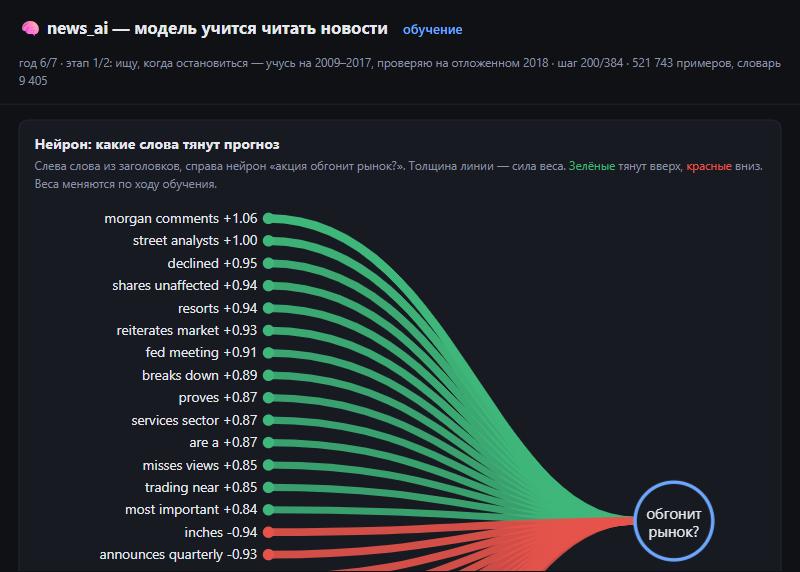 🧠 news_ai — модель учится читать новости обучение
год 6/7 · этап 1/2: ищу, когда остановиться — учусь на 2009–2017, проверяю на отложенном 2018 · шаг 200/384 · 521 743 примеров, словарь
9 405
Нейрон: какие слова тянут прогноз
Слева слова из заголовков, справа нейрон «акция обгонит рынок?». Толщина линии — сила веса. Зелёные тянут вверх, красные вниз.
Веса меняются по ходу обучения.
morgan comments +1.06
street analysts +1.00
declined +0.95
shares unaffected +0.94
resorts +0.94
reiterates market +0.93
fed meeting +0.91
breaks down +0.89
proves +0.87
services sector +0.87
are a +0.87
misses views +0.85
trading near +0.85
most important +0.84
inches -0.94
announces quarterly -0.93
обгонит
рынок?